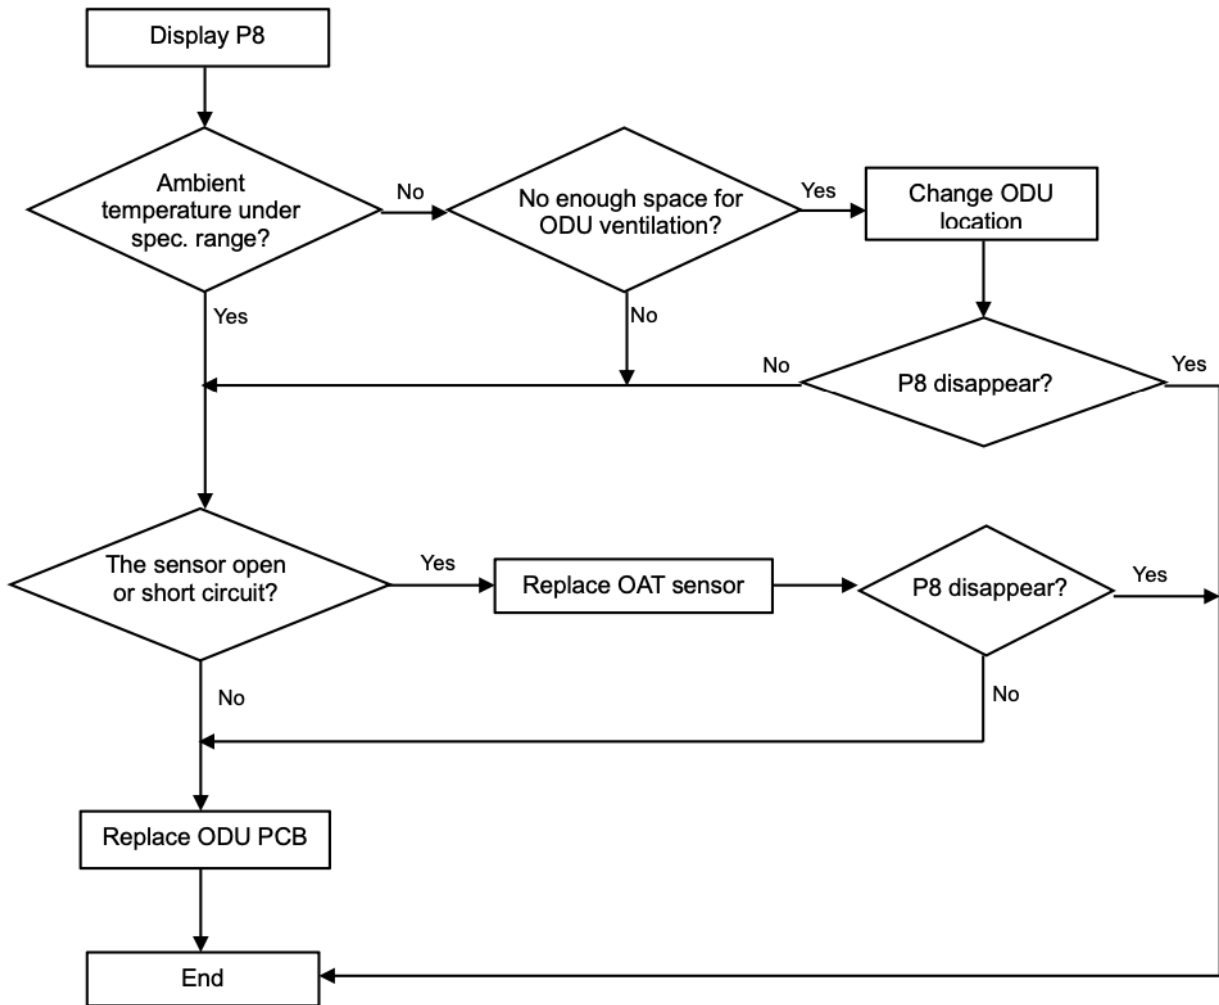 Display P8
Ambient
temperature under
spec. range?
No
No enough space for
ODU ventilation?
Yes
Change ODU
location
Yes
No
No
P8 disappear?
Yes
The sensor open
or short circuit?
Yes
Replace OAT sensor
P8 disappear?
Yes
No
No
Replace ODU PCB
End